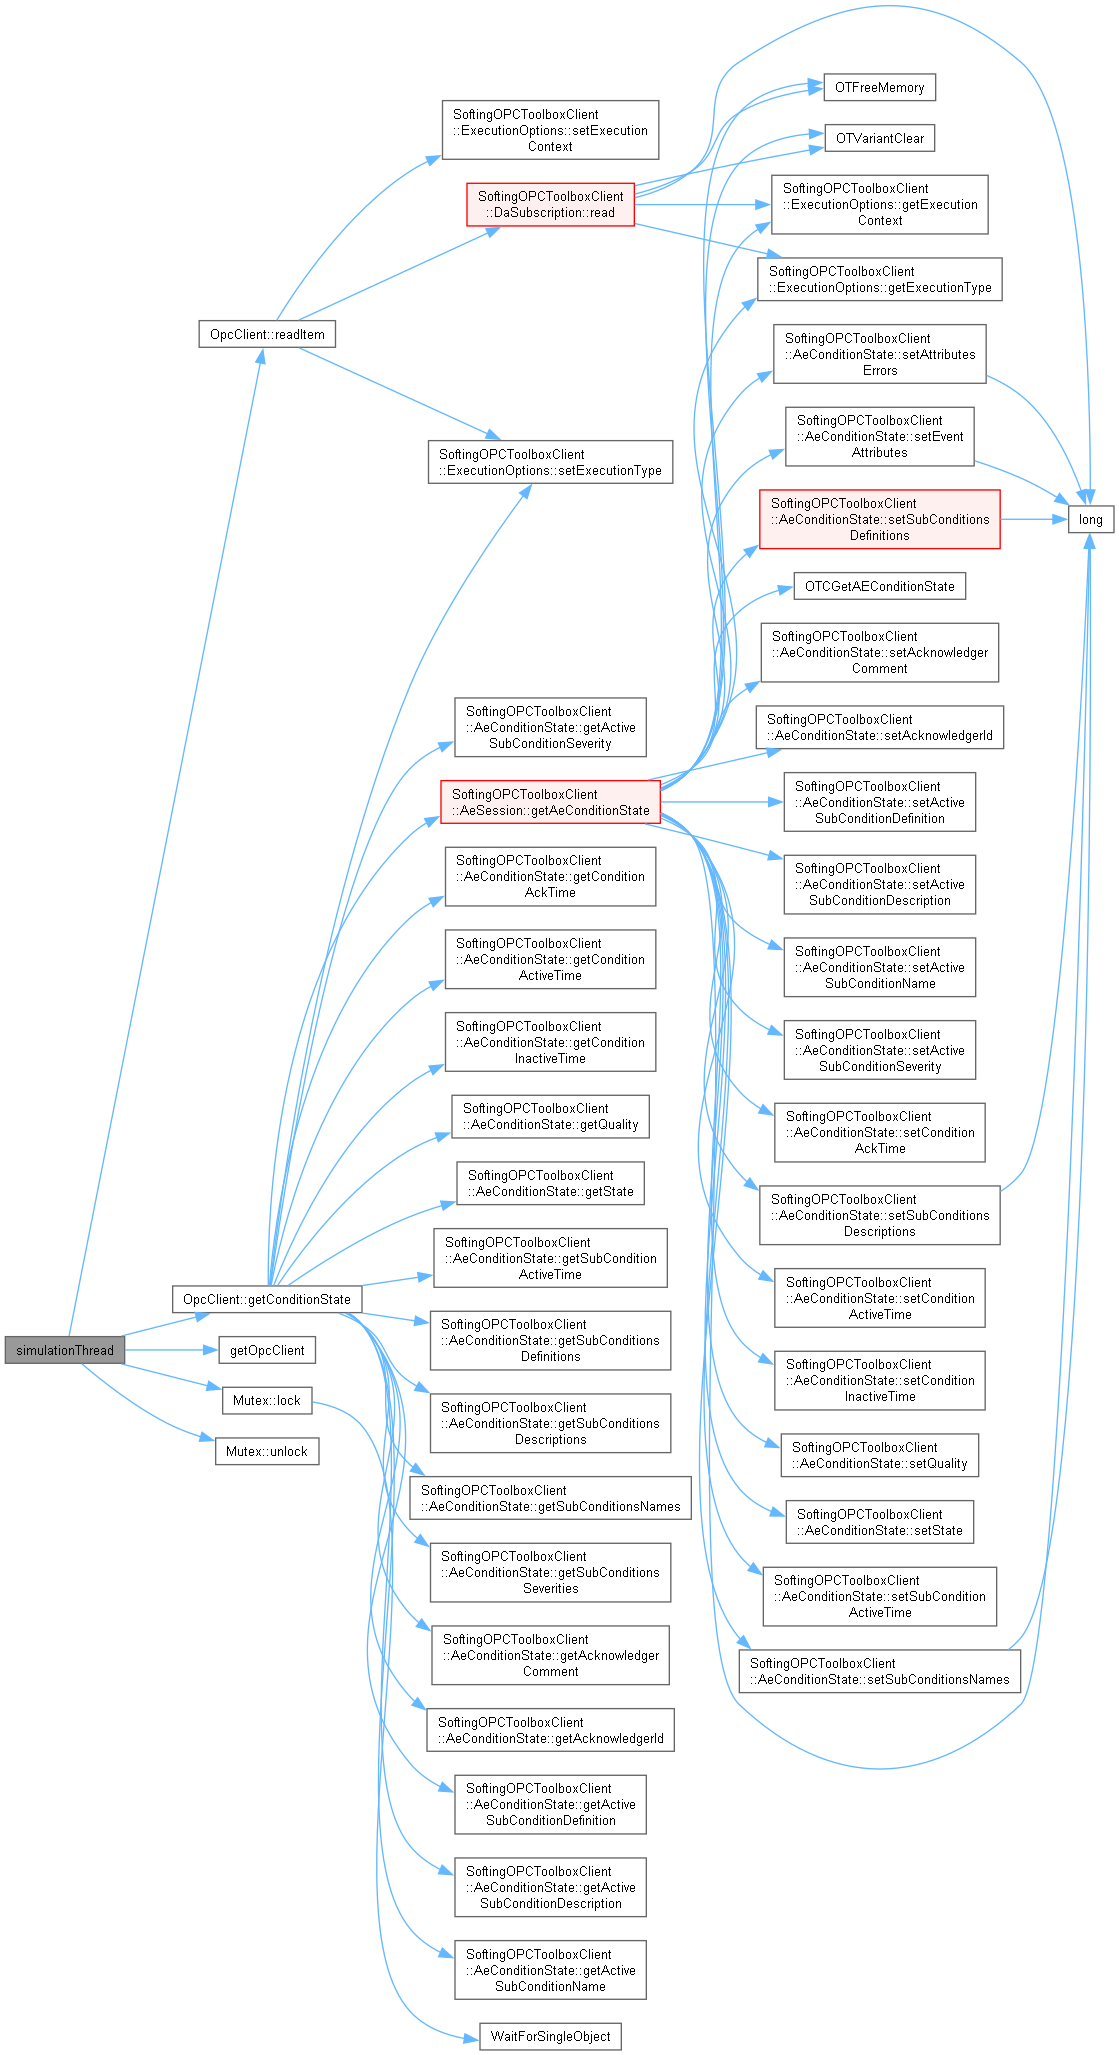 simulationThread
OpcClient::readItem
OpcClient::getConditionState
getOpcClient
Mutex::lock
Mutex::unlock
SoftingOPCToolboxClient
::ExecutionOptions::setExecution
Context
SoftingOPCToolboxClient
::DaSubscription::read
SoftingOPCToolboxClient
::ExecutionOptions::setExecutionType
SoftingOPCToolboxClient
::AeConditionState::getActive
SubConditionSeverity
SoftingOPCToolboxClient
::AeSession::getAeConditionState
SoftingOPCToolboxClient
::AeConditionState::getCondition
AckTime
SoftingOPCToolboxClient
::AeConditionState::getCondition
ActiveTime
SoftingOPCToolboxClient
::AeConditionState::getCondition
InactiveTime
SoftingOPCToolboxClient
::AeConditionState::getQuality
SoftingOPCToolboxClient
::AeConditionState::getState
SoftingOPCToolboxClient
::AeConditionState::getSubCondition
ActiveTime
SoftingOPCToolboxClient
::AeConditionState::getSubConditions
Definitions
SoftingOPCToolboxClient
::AeConditionState::getSubConditions
Descriptions
SoftingOPCToolboxClient
::AeConditionState::getSubConditionsNames
SoftingOPCToolboxClient
::AeConditionState::getSubConditions
Severities
SoftingOPCToolboxClient
::AeConditionState::getAcknowledger
Comment
SoftingOPCToolboxClient
::AeConditionState::getAcknowledgerId
SoftingOPCToolboxClient
::AeConditionState::getActive
SubConditionDefinition
SoftingOPCToolboxClient
::AeConditionState::getActive
SubConditionDescription
SoftingOPCToolboxClient
::AeConditionState::getActive
SubConditionName
WaitForSingleObject
OTFreeMemory
OTVariantClear
SoftingOPCToolboxClient
::ExecutionOptions::getExecution
Context
SoftingOPCToolboxClient
::ExecutionOptions::getExecutionType
SoftingOPCToolboxClient
::AeConditionState::setAttributes
Errors
SoftingOPCToolboxClient
::AeConditionState::setEvent
Attributes
SoftingOPCToolboxClient
::AeConditionState::setSubConditions
Definitions
OTCGetAEConditionState
SoftingOPCToolboxClient
::AeConditionState::setAcknowledger
Comment
SoftingOPCToolboxClient
::AeConditionState::setAcknowledgerId
SoftingOPCToolboxClient
::AeConditionState::setActive
SubConditionDefinition
SoftingOPCToolboxClient
::AeConditionState::setActive
SubConditionDescription
SoftingOPCToolboxClient
::AeConditionState::setActive
SubConditionName
SoftingOPCToolboxClient
::AeConditionState::setActive
SubConditionSeverity
SoftingOPCToolboxClient
::AeConditionState::setCondition
AckTime
SoftingOPCToolboxClient
::AeConditionState::setSubConditions
Descriptions
SoftingOPCToolboxClient
::AeConditionState::setCondition
ActiveTime
SoftingOPCToolboxClient
::AeConditionState::setCondition
InactiveTime
SoftingOPCToolboxClient
::AeConditionState::setQuality
SoftingOPCToolboxClient
::AeConditionState::setState
SoftingOPCToolboxClient
::AeConditionState::setSubCondition
ActiveTime
SoftingOPCToolboxClient
::AeConditionState::setSubConditionsNames
long